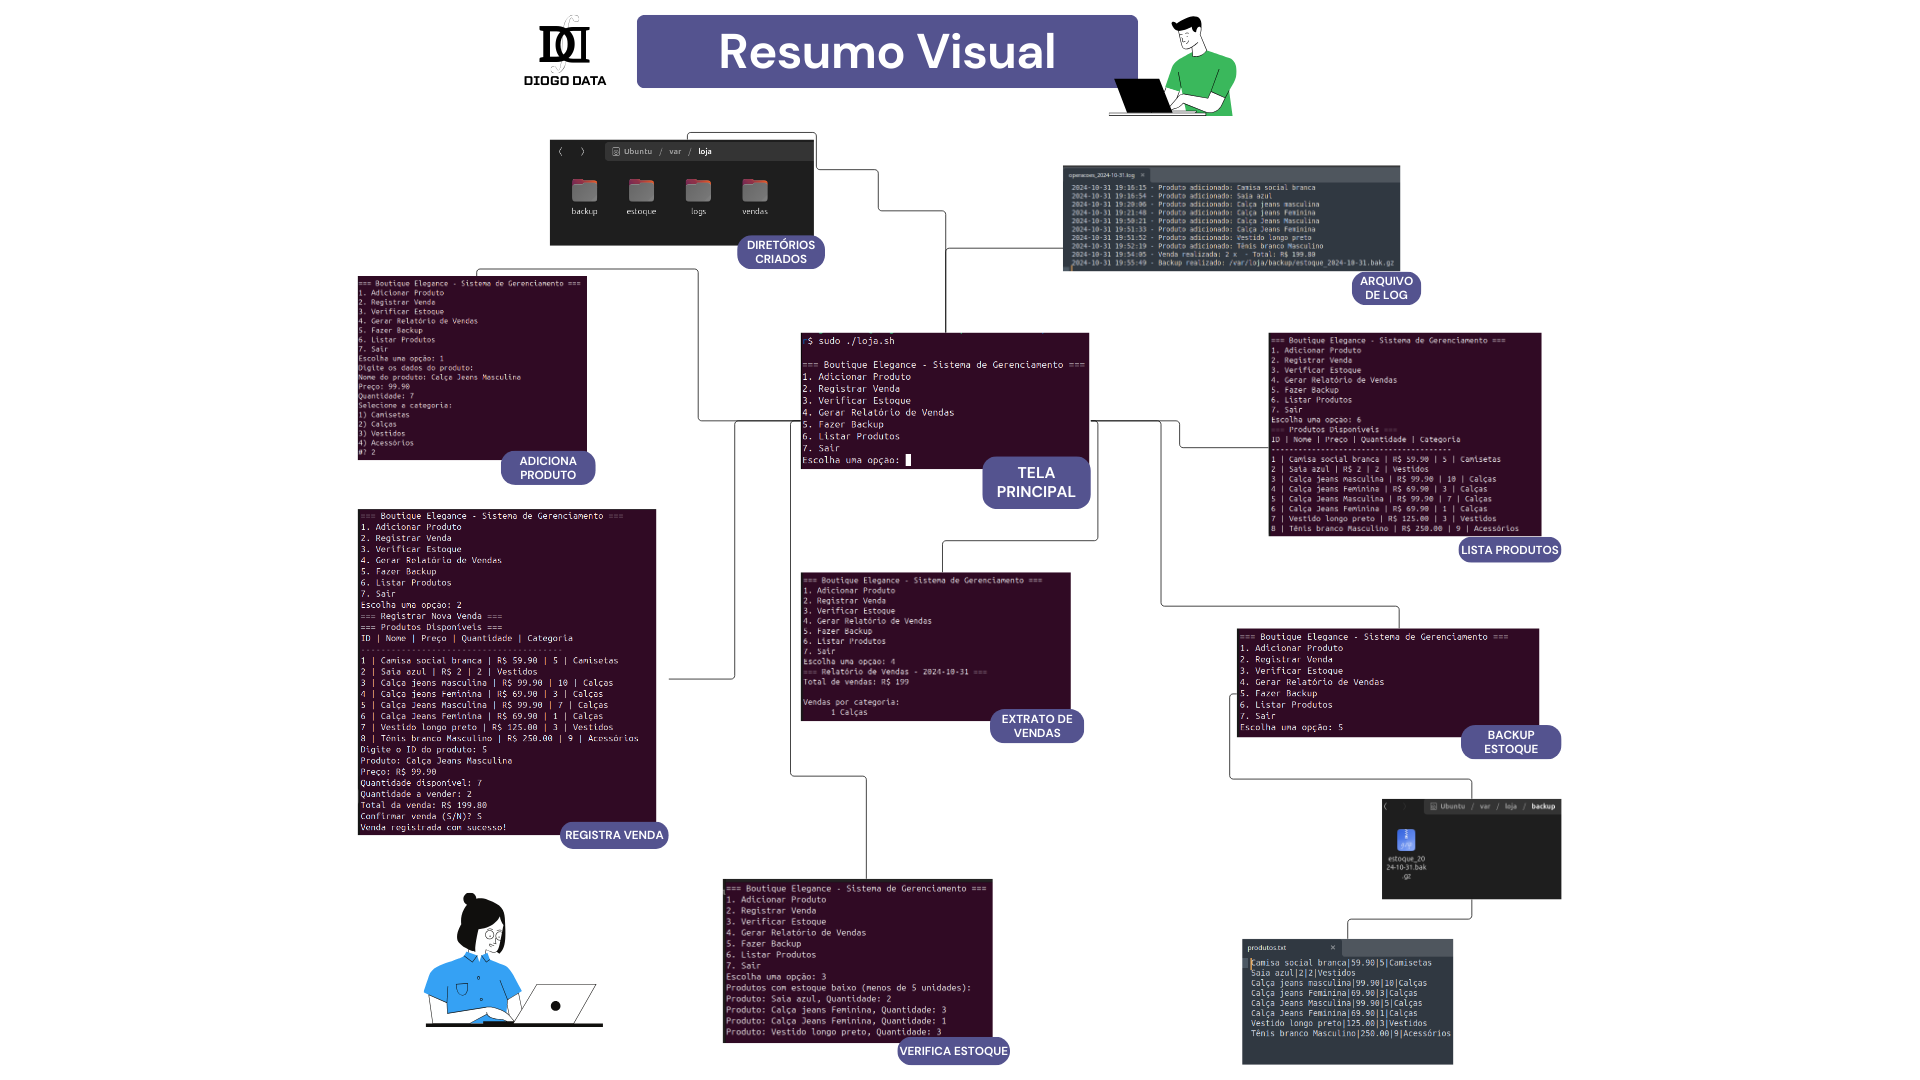 DIOGO DATA
Resumo Visual
Ubuntu / var / loja
backup estoque logs vendas
DIRETÓRIOS
CRIADOS
operacoes_2024-10-31.log ×
2024-10-31 19:16:15 - Produto adicionado: Camisa social branca
2024-10-31 19:16:54 - Produto adicionado: Saia azul
2024-10-31 19:20:06 - Produto adicionado: Calça jeans masculina
2024-10-31 19:21:48 - Produto adicionado: Calça jeans Feminina
2024-10-31 19:50:21 - Produto adicionado: Calça Jeans Masculina
2024-10-31 19:51:33 - Produto adicionado: Calça Jeans Feminina
2024-10-31 19:51:52 - Produto adicionado: Vestido longo preto
2024-10-31 19:52:19 - Produto adicionado: Tênis branco Masculino
2024-10-31 19:54:05 - Venda realizada: 2 x - Total: R$ 199.80
2024-10-31 19:55:49 - Backup realizado: /var/loja/backup/estoque_2024-10-31.bak.gz
ARQUIVO
DE LOG
=== Boutique Elegance - Sistema de Gerenciamento ===
1. Adicionar Produto
2. Registrar Venda
3. Verificar Estoque
4. Gerar Relatório de Vendas
5. Fazer Backup
6. Listar Produtos
7. Sair
Escolha uma opção: 1
Digite os dados do produto:
Nome do produto: Calça Jeans Masculina
Preço: 99.90
Quantidade: 7
Selecione a categoria:
1) Camisetas
2) Calças
3) Vestidos
4) Acessórios
#? 2
ADICIONA
PRODUTO
$ sudo ./loja.sh
=== Boutique Elegance - Sistema de Gerenciamento ===
1. Adicionar Produto
2. Registrar Venda
3. Verificar Estoque
4. Gerar Relatório de Vendas
5. Fazer Backup
6. Listar Produtos
7. Sair
Escolha uma opção:
TELA
PRINCIPAL
=== Boutique Elegance - Sistema de Gerenciamento ===
1. Adicionar Produto
2. Registrar Venda
3. Verificar Estoque
4. Gerar Relatório de Vendas
5. Fazer Backup
6. Listar Produtos
7. Sair
Escolha uma opção: 6
=== Produtos Disponíveis ===
ID | Nome | Preço | Quantidade | Categoria
----------------------------------------
1 | Camisa social branca | R$ 59.90 | 5 | Camisetas
2 | Saia azul | R$ 2 | 2 | Vestidos
3 | Calça jeans masculina | R$ 99.90 | 10 | Calças
4 | Calça jeans Feminina | R$ 69.90 | 3 | Calças
5 | Calça Jeans Masculina | R$ 99.90 | 7 | Calças
6 | Calça Jeans Feminina | R$ 69.90 | 1 | Calças
7 | Vestido longo preto | R$ 125.00 | 3 | Vestidos
8 | Tênis branco Masculino | R$ 250.00 | 9 | Acessórios
LISTA PRODUTOS
=== Boutique Elegance - Sistema de Gerenciamento ===
1. Adicionar Produto
2. Registrar Venda
3. Verificar Estoque
4. Gerar Relatório de Vendas
5. Fazer Backup
6. Listar Produtos
7. Sair
Escolha uma opção: 2
=== Registrar Nova Venda ===
=== Produtos Disponíveis ===
ID | Nome | Preço | Quantidade | Categoria
----------------------------------------
1 | Camisa social branca | R$ 59.90 | 5 | Camisetas
2 | Saia azul | R$ 2 | 2 | Vestidos
3 | Calça jeans masculina | R$ 99.90 | 10 | Calças
4 | Calça jeans Feminina | R$ 69.90 | 3 | Calças
5 | Calça Jeans Masculina | R$ 99.90 | 7 | Calças
6 | Calça Jeans Feminina | R$ 69.90 | 1 | Calças
7 | Vestido longo preto | R$ 125.00 | 3 | Vestidos
8 | Tênis branco Masculino | R$ 250.00 | 9 | Acessórios
Digite o ID do produto: 5
Produto: Calça Jeans Masculina
Preço: R$ 99.90
Quantidade disponível: 7
Quantidade a vender: 2
Total da venda: R$ 199.80
Confirmar venda (S/N)? S
Venda registrada com sucesso!
REGISTRA VENDA
=== Boutique Elegance - Sistema de Gerenciamento ===
1. Adicionar Produto
2. Registrar Venda
3. Verificar Estoque
4. Gerar Relatório de Vendas
5. Fazer Backup
6. Listar Produtos
7. Sair
Escolha uma opção: 4
=== Relatório de Vendas - 2024-10-31 ===
Total de vendas: R$ 199
Vendas por categoria:
1 Calças
EXTRATO DE
VENDAS
=== Boutique Elegance - Sistema de Gerenciamento ===
1. Adicionar Produto
2. Registrar Venda
3. Verificar Estoque
4. Gerar Relatório de Vendas
5. Fazer Backup
6. Listar Produtos
7. Sair
Escolha uma opção: 5
BACKUP
ESTOQUE
Ubuntu / var / loja / backup
estoque_20
24-10-31.bak
.gz
=== Boutique Elegance - Sistema de Gerenciamento ===
1. Adicionar Produto
2. Registrar Venda
3. Verificar Estoque
4. Gerar Relatório de Vendas
5. Fazer Backup
6. Listar Produtos
7. Sair
Escolha uma opção: 3
Produtos com estoque baixo (menos de 5 unidades):
Produto: Saia azul, Quantidade: 2
Produto: Calça jeans Feminina, Quantidade: 3
Produto: Calça Jeans Feminina, Quantidade: 1
Produto: Vestido longo preto, Quantidade: 3
VERIFICA ESTOQUE
produtos.txt ×
Camisa social branca|59.90|5|Camisetas
Saia azul|2|2|Vestidos
Calça jeans masculina|99.90|10|Calças
Calça jeans Feminina|69.90|3|Calças
Calça Jeans Masculina|99.90|5|Calças
Calça Jeans Feminina|69.90|1|Calças
Vestido longo preto|125.00|3|Vestidos
Tênis branco Masculino|250.00|9|Acessórios